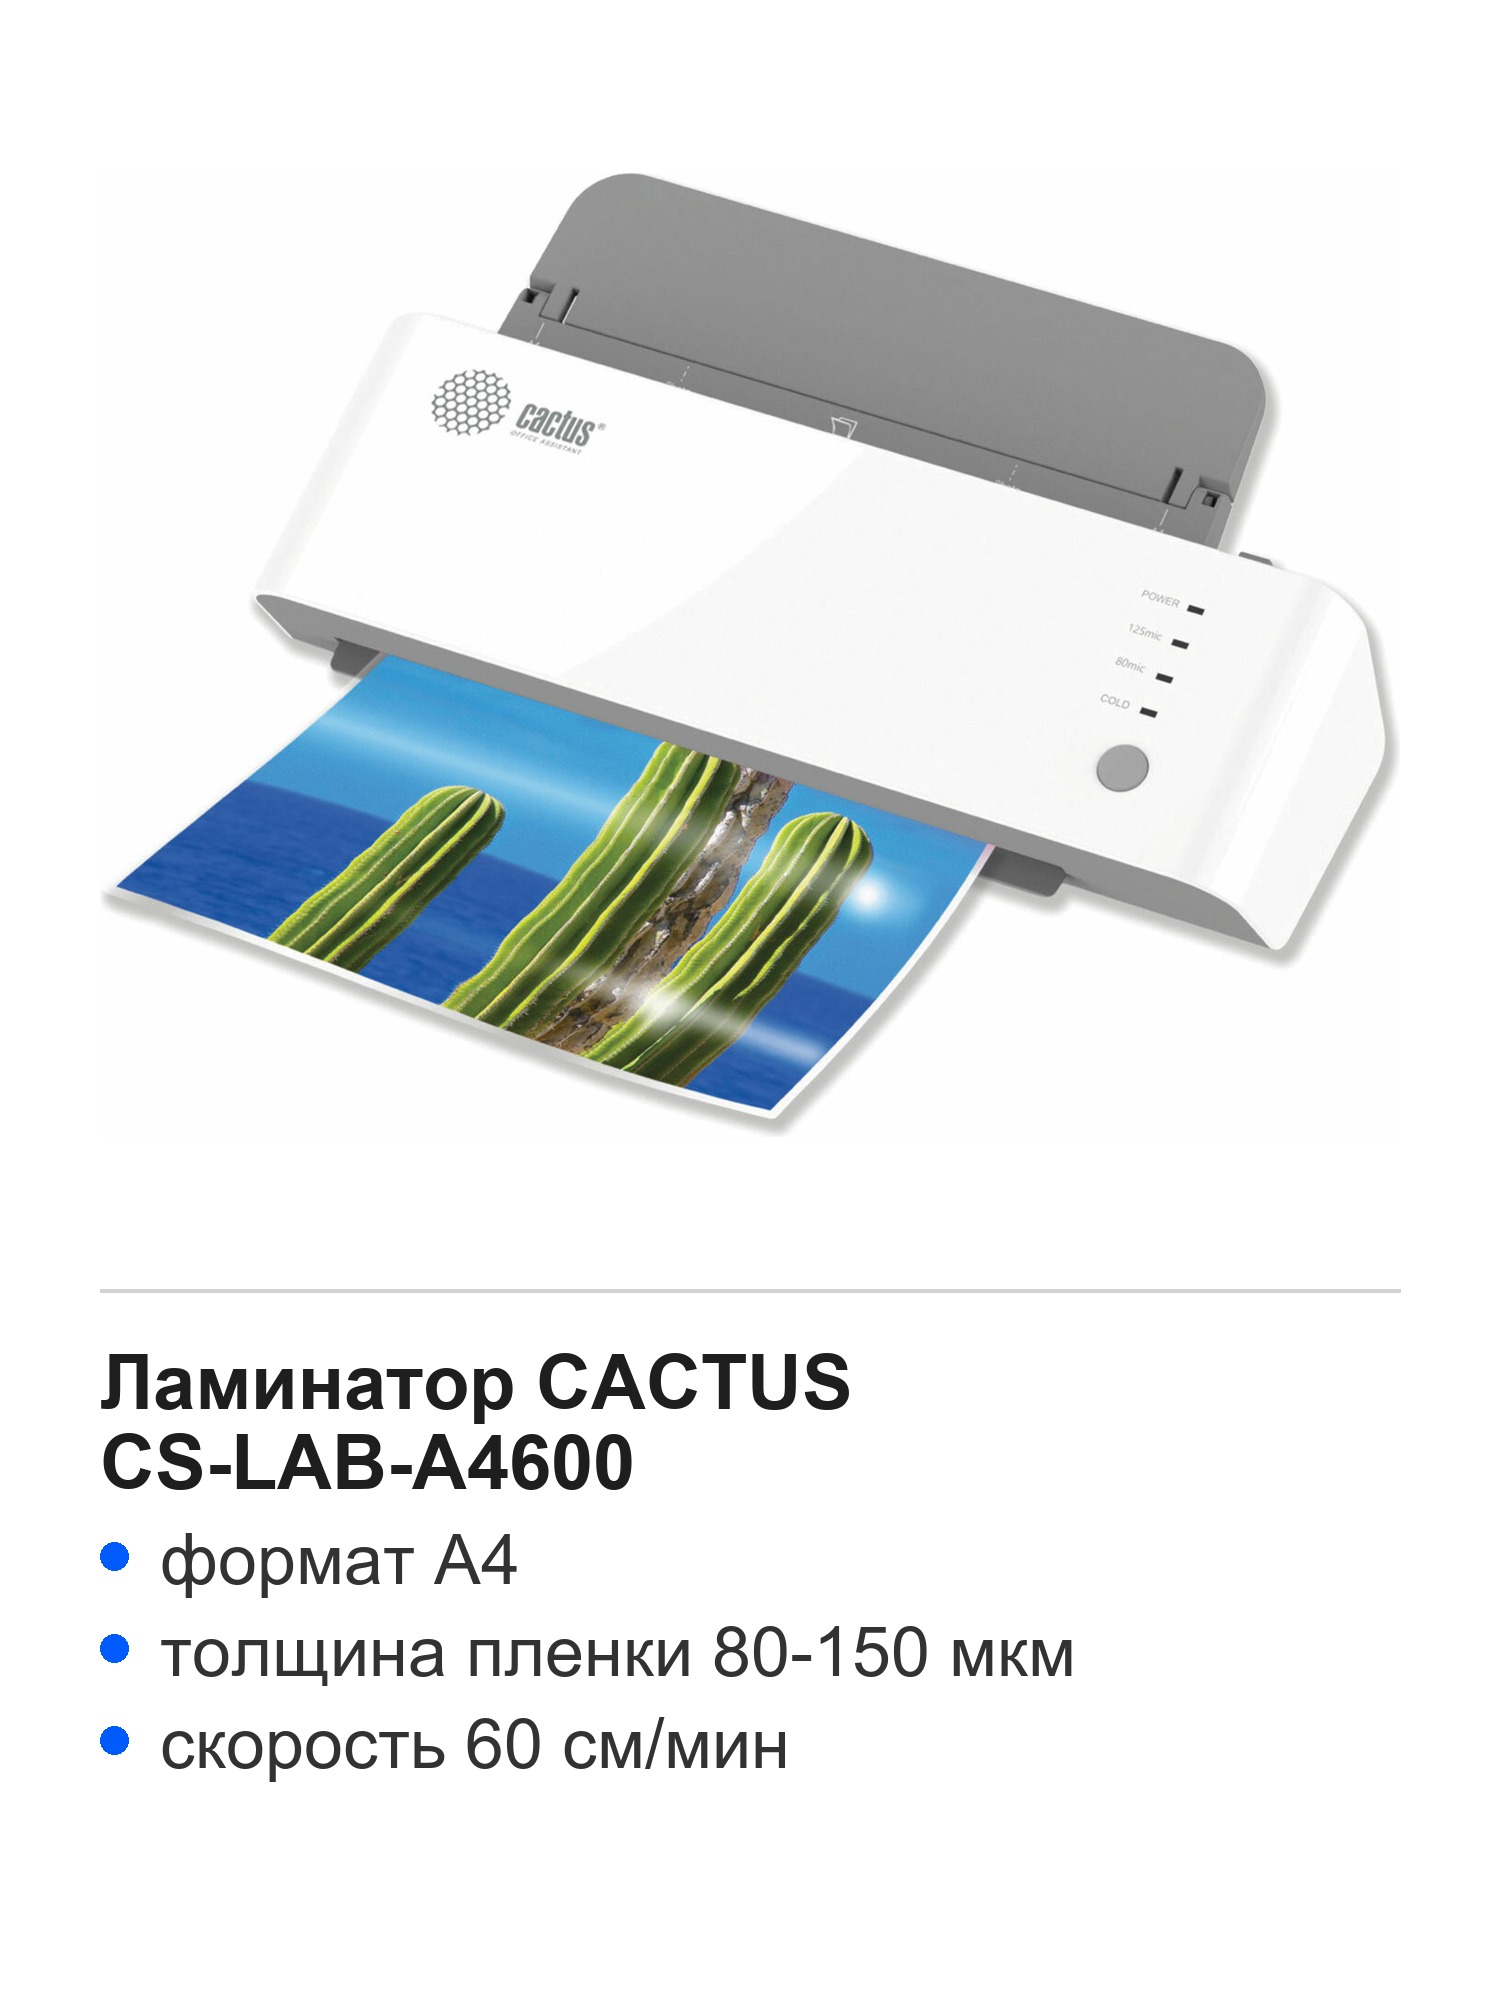 cactus®
OFFICE ASSISTANT
POWER
125mic
80mic
COLD
Ламинатор CACTUS
CS-LAB-A4600
формат A4
толщина пленки 80-150 мкм
скорость 60 см/мин